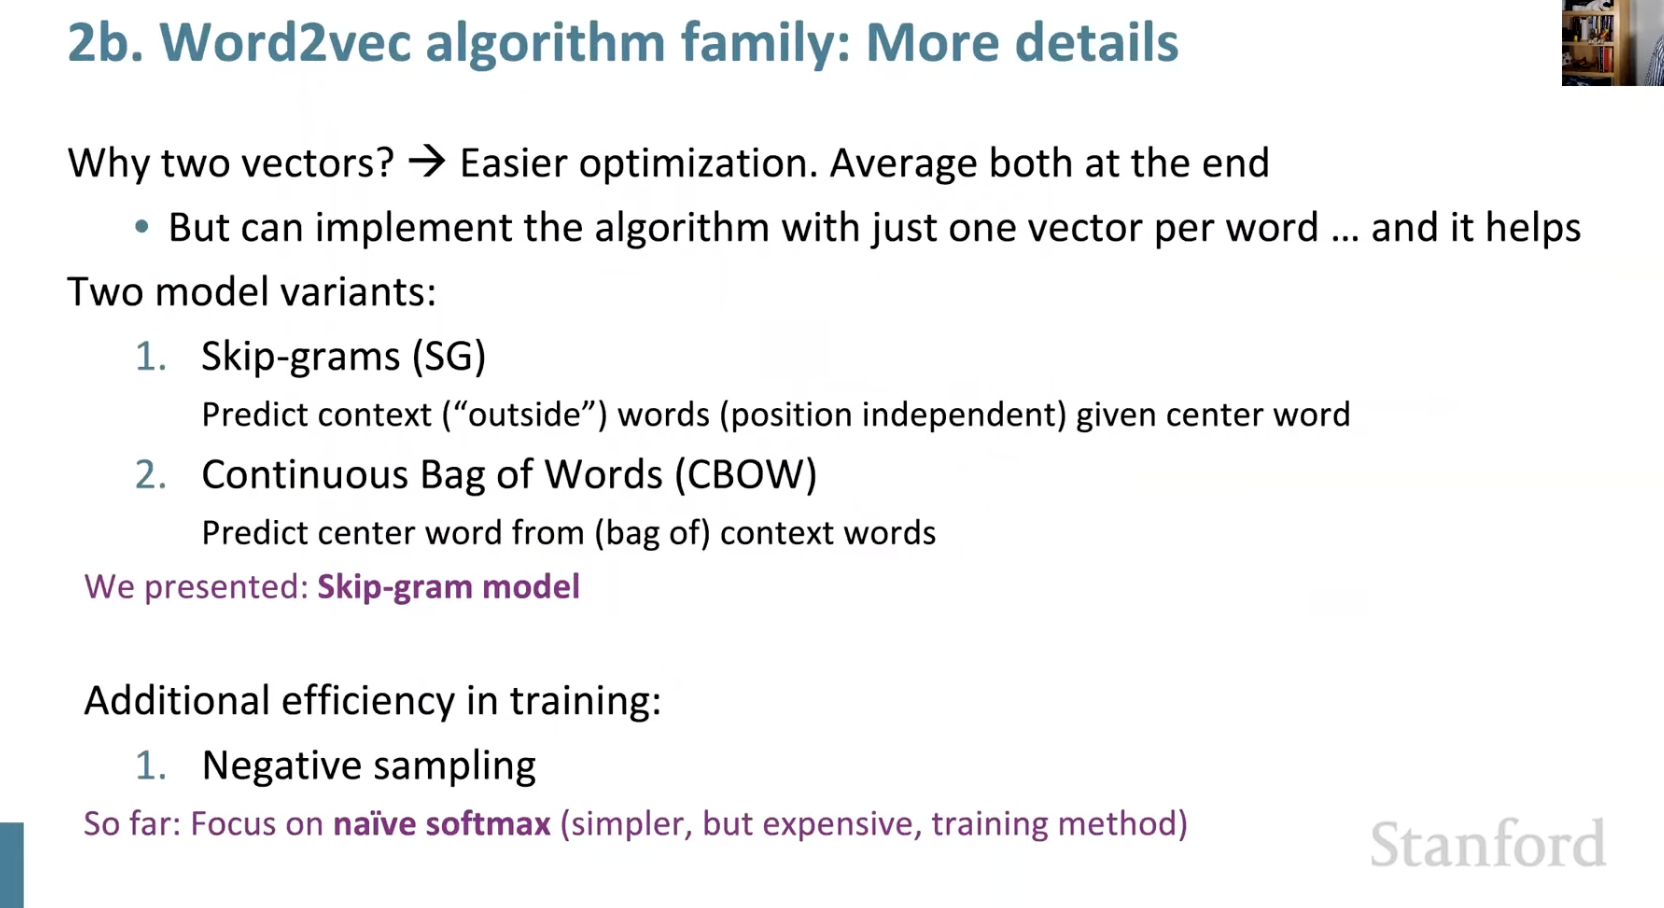 2b. Word2vec algorithm family: More details
Why two vectors? → Easier optimization. Average both at the end
• But can implement the algorithm with just one vector per word … and it helps
Two model variants:
1. Skip-grams (SG)
Predict context (“outside”) words (position independent) given center word
2. Continuous Bag of Words (CBOW)
Predict center word from (bag of) context words
We presented: Skip-gram model
Additional efficiency in training:
1. Negative sampling
So far: Focus on naïve softmax (simpler, but expensive, training method)
Stanford